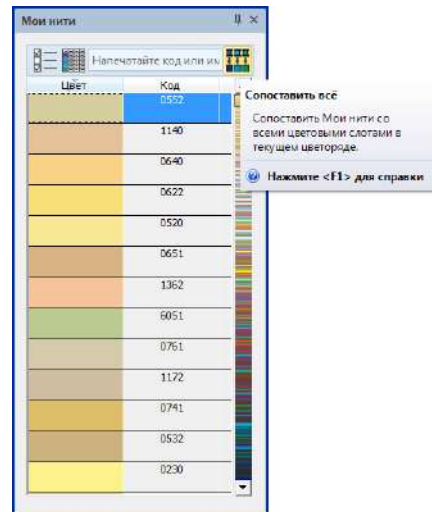 Мои нити
Напечатайте код или им
Цвет Код
0552
1140
0640
0622
0520
0651
1362
6051
0761
1172
0741
0532
0230
Сопоставить всё
Сопоставить Мои нити со
всеми цветовыми слотами в
текущем цветоряде.
Нажмите <F1> для справки